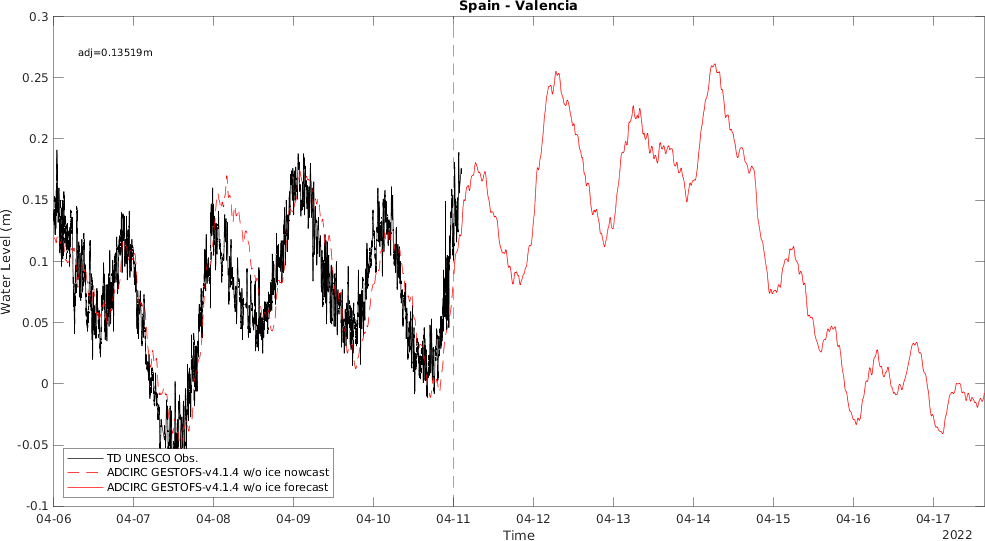 Spain - Valencia
adj=0.13519m
Water Level (m)
0.3
0.25
0.2
0.15
0.1
0.05
0
-0.05
-0.1
TD UNESCO Obs.
ADCIRC GESTOFS-v4.1.4 w/o ice nowcast
ADCIRC GESTOFS-v4.1.4 w/o ice forecast
04-06 04-07 04-08 04-09 04-10 04-11 04-12 04-13 04-14 04-15 04-16 04-17
Time
2022